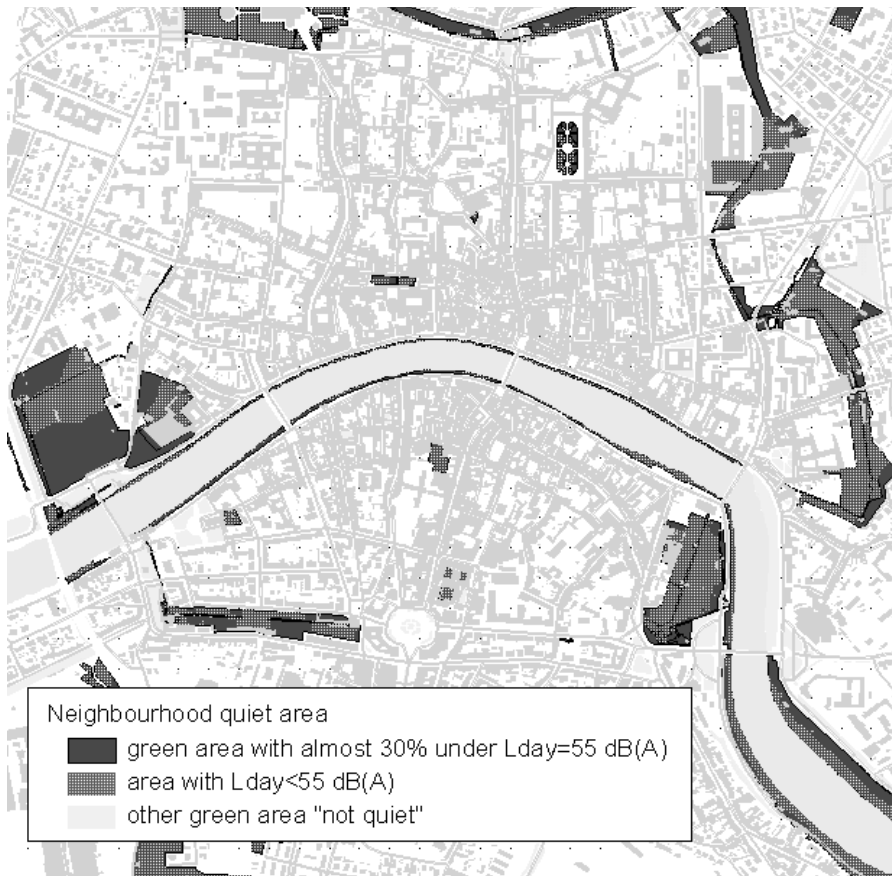 Neighbourhood quiet area
green area with almost 30% under Lday=55 dB(A)
area with Lday<55 dB(A)
other green area "not quiet"